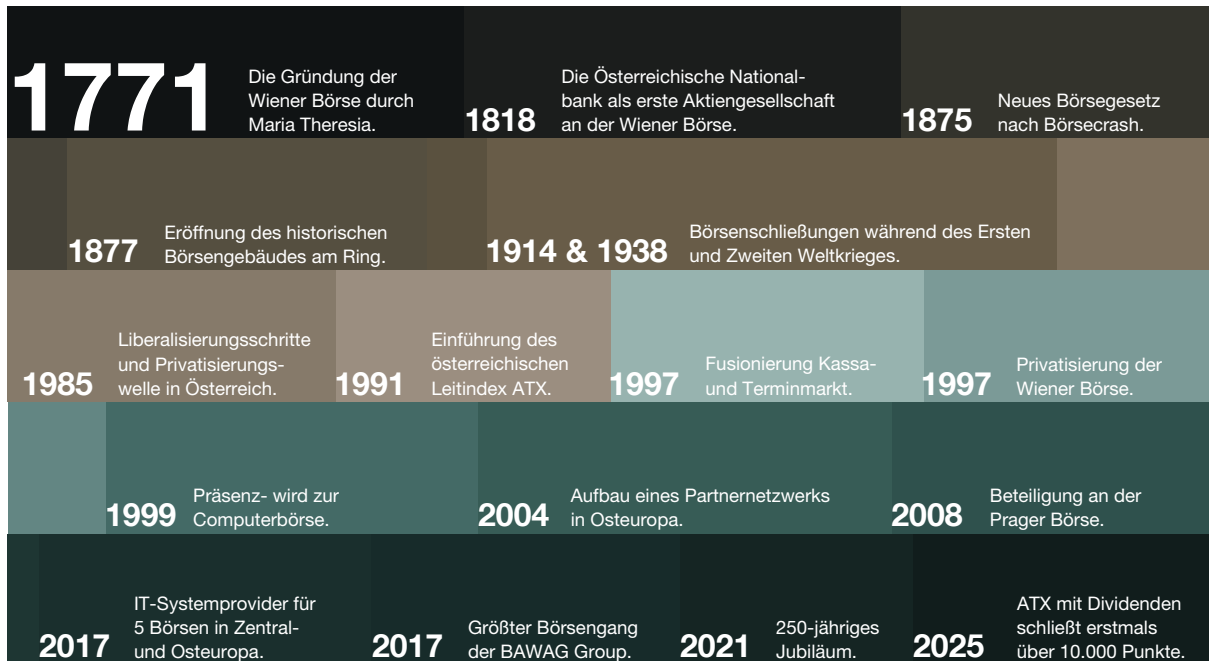 1771
Die Gründung der
Wiener Börse durch
Maria Theresia.
1818
Die Österreichische National-
bank als erste Aktiengesellschaft
an der Wiener Börse.
1875
Neues Börsegesetz
nach Börsecrash.
1877
Eröffnung des historischen
Börsengebäudes am Ring.
1914 & 1938
Börsenschließungen während des Ersten
und Zweiten Weltkrieges.
1985
Liberalisierungsschritte
und Privatisierungs-
welle in Österreich.
1991
Einführung des
österreichischen
Leitindex ATX.
1997
Fusionierung Kassa-
und Terminmarkt.
1997
Privatisierung der
Wiener Börse.
1999
Präsenz- wird zur
Computerbörse.
2004
Aufbau eines Partnernetzwerks
in Osteuropa.
2008
Beteiligung an der
Prager Börse.
2017
IT-Systemprovider für
5 Börsen in Zentral-
und Osteuropa.
2017
Größter Börsengang
der BAWAG Group.
2021
250-jähriges
Jubiläum.
2025
ATX mit Dividenden
schließt erstmals
über 10.000 Punkte.